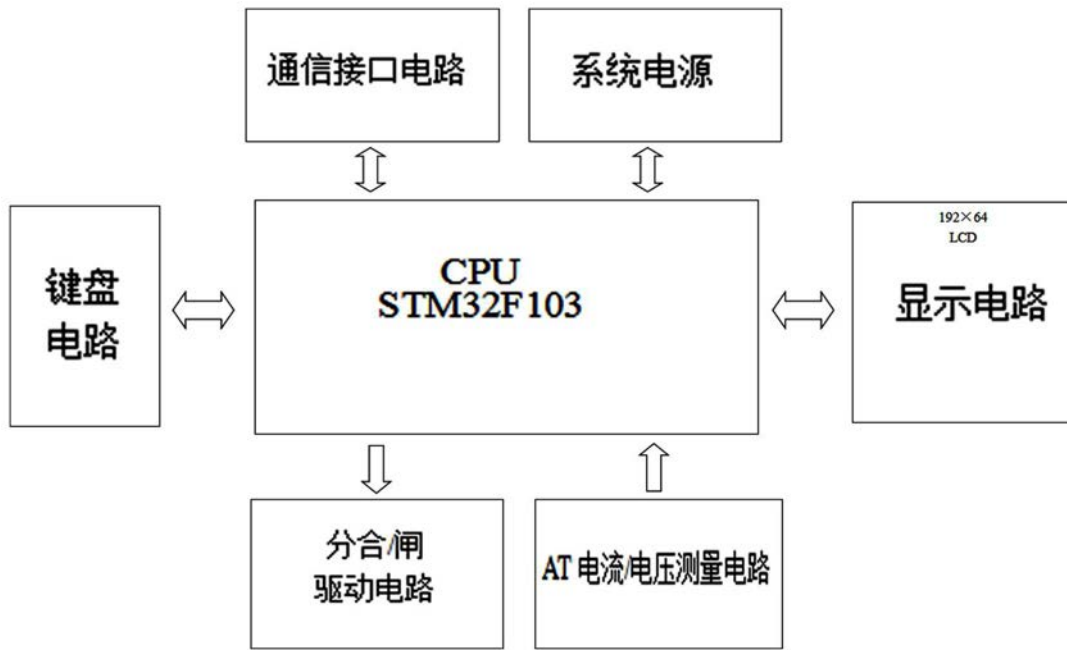 通信接口电路
系统电源
键盘
电路
CPU
STM32F103
192×64
LCD
显示电路
分合/闸
驱动电路
AT 电流/电压测量电路